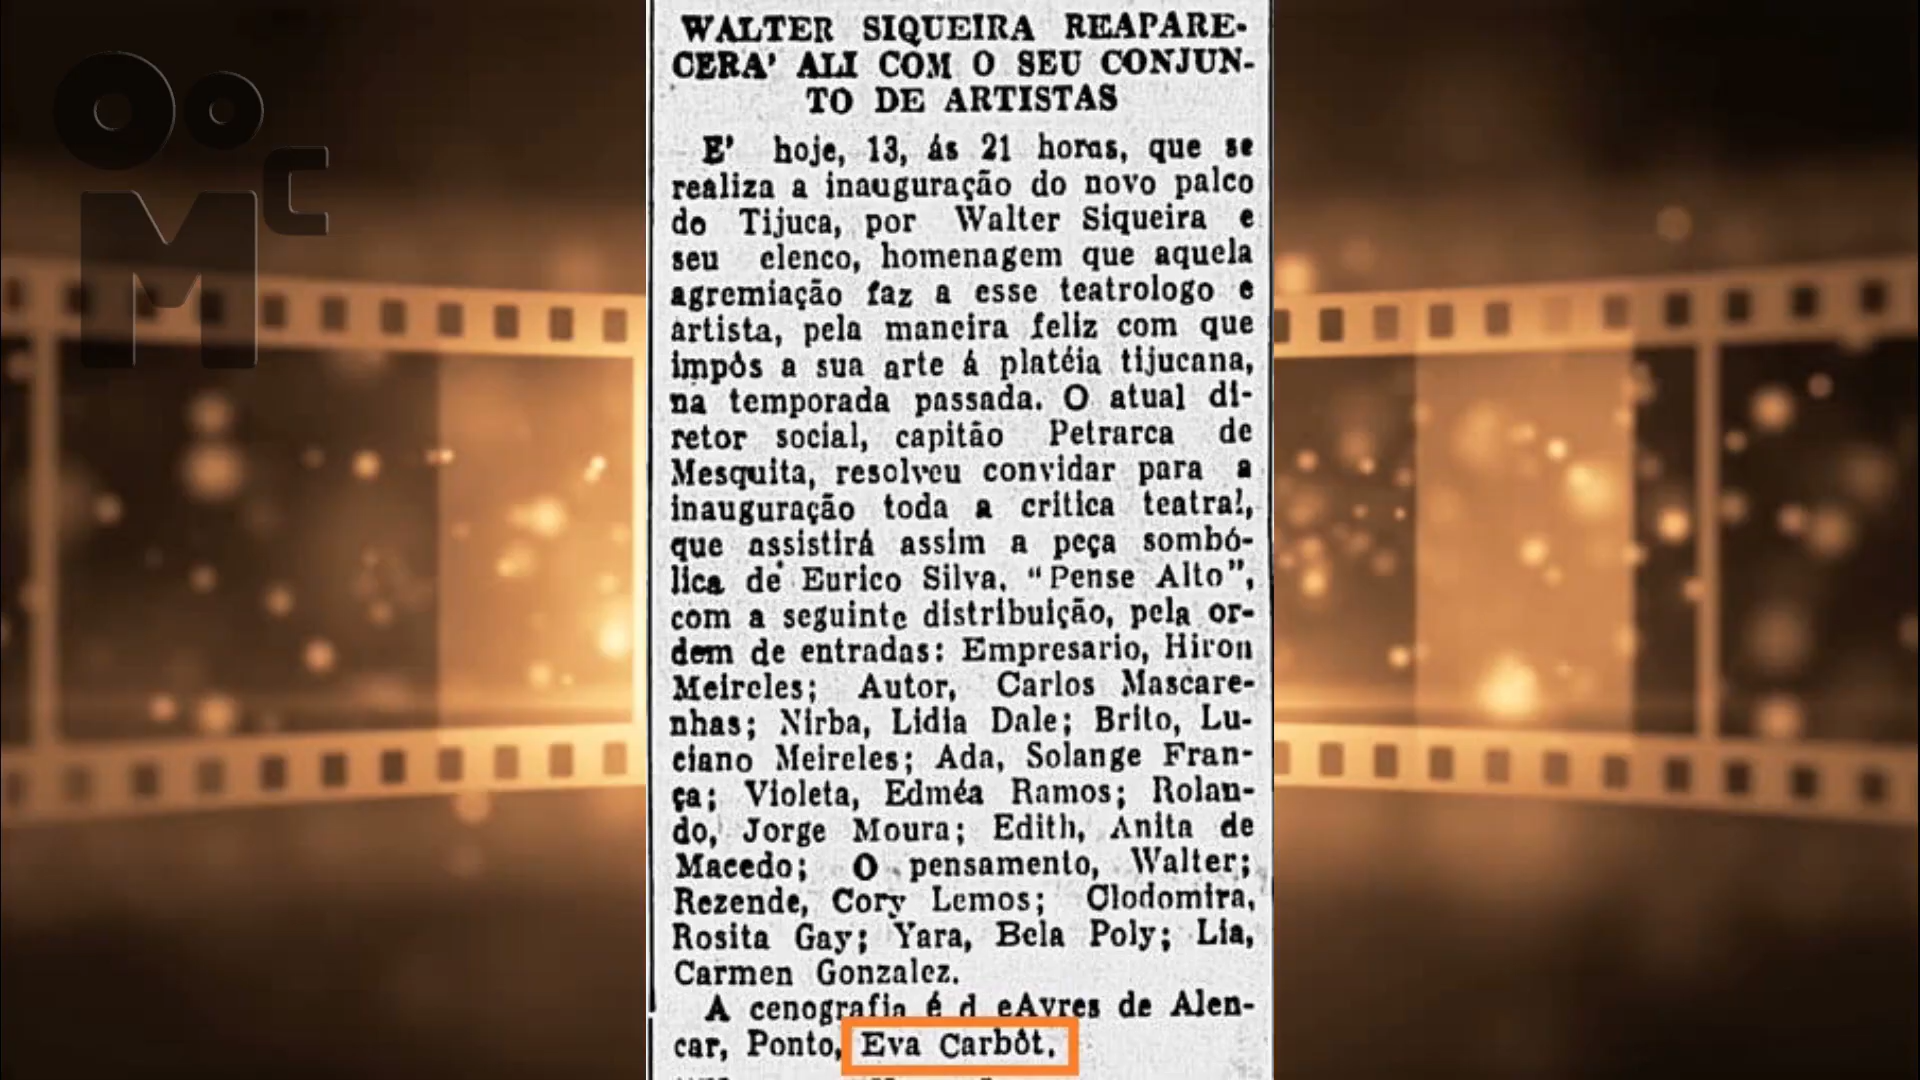 WALTER SIQUEIRA REAPARE-
CERA' ALI COM O SEU CONJUN-
TO DE ARTISTAS
E' hoje, 13, ás 21 horas, que se
realiza a inauguração do novo palco
do Tijuca, por Walter Siqueira e
seu elenco, homenagem que aquela
agremiação faz a esse teatrologo e
artista, pela maneira feliz com que
impôs a sua arte á platéia tijucana,
na temporada passada. O atual di-
retor social, capitão Petrarca de
Mesquita, resolveu convidar para a
inauguração toda a critica teatral,
que assistirá assim a peça sombó-
lica de Eurico Silva, "Pense Alto",
com a seguinte distribuição, pela or-
dem de entradas: Empresario, Hiron
Meireles; Autor, Carlos Mascare-
nhas; Nirba, Lidia Dale; Brito, Lu-
ciano Meireles; Ada, Solange Fran-
ça; Violeta, Edméa Ramos; Rolan-
do, Jorge Moura; Edith, Anita de
Macedo; O pensamento, Walter;
Rezende, Cory Lemos; Clodomira,
Rosita Gay; Yara, Bela Poly; Lia,
Carmen Gonzalez.
A cenografia é d eAyres de Alen-
car, Ponto, Eva Carbôt.
OO
MC